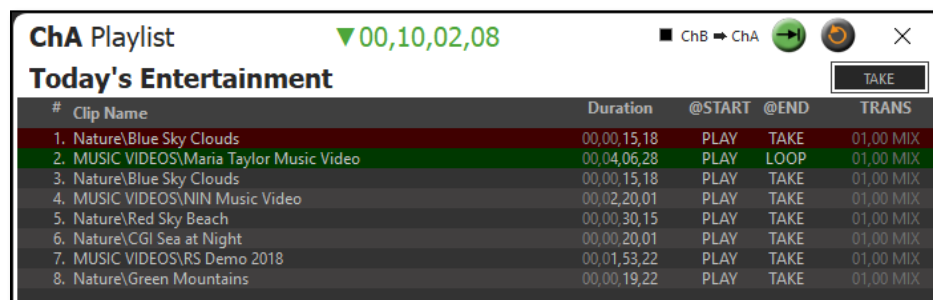 ChA Playlist ▼00,10,02,08 ■ ChB ➡ ChA
Today's Entertainment TAKE
# Clip Name Duration @START @END TRANS
1. Nature\Blue Sky Clouds 00,00,15,18 PLAY TAKE 01,00 MIX
2. MUSIC VIDEOS\Maria Taylor Music Video 00,04,06,28 PLAY LOOP 01,00 MIX
3. Nature\Blue Sky Clouds 00,00,15,18 PLAY TAKE 01,00 MIX
4. MUSIC VIDEOS\NIN Music Video 00,02,20,01 PLAY TAKE 01,00 MIX
5. Nature\Red Sky Beach 00,00,30,15 PLAY TAKE 01,00 MIX
6. Nature\CGI Sea at Night 00,00,20,01 PLAY TAKE 01,00 MIX
7. MUSIC VIDEOS\RS Demo 2018 00,01,53,22 PLAY TAKE 01,00 MIX
8. Nature\Green Mountains 00,00,19,22 PLAY TAKE 01,00 MIX